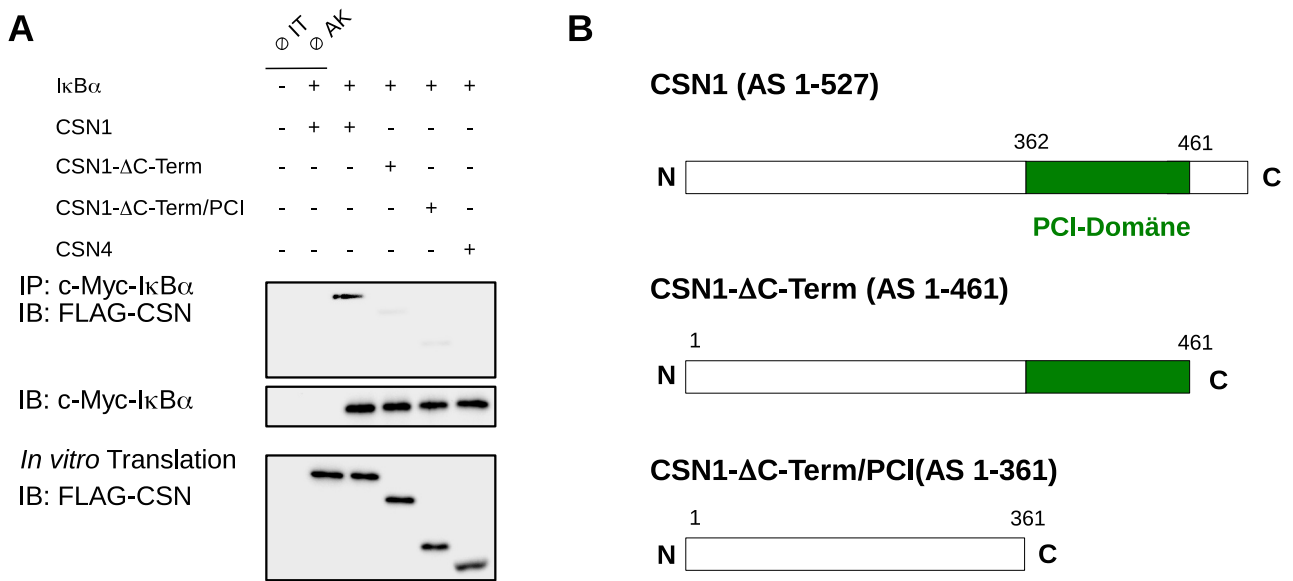 A
⌀ IT
⌀ AK
IκBα - + + + + +
CSN1 - + + - - -
CSN1-ΔC-Term - - - + - -
CSN1-ΔC-Term/PCI - - - - + -
CSN4 - - - - - +
IP: c-Myc-IκBα
IB: FLAG-CSN
IB: c-Myc-IκBα
In vitro Translation
IB: FLAG-CSN
B
CSN1 (AS 1-527)
362 461
N C
PCI-Domäne
CSN1-ΔC-Term (AS 1-461)
1 461
N C
CSN1-ΔC-Term/PCI(AS 1-361)
1 361
N C